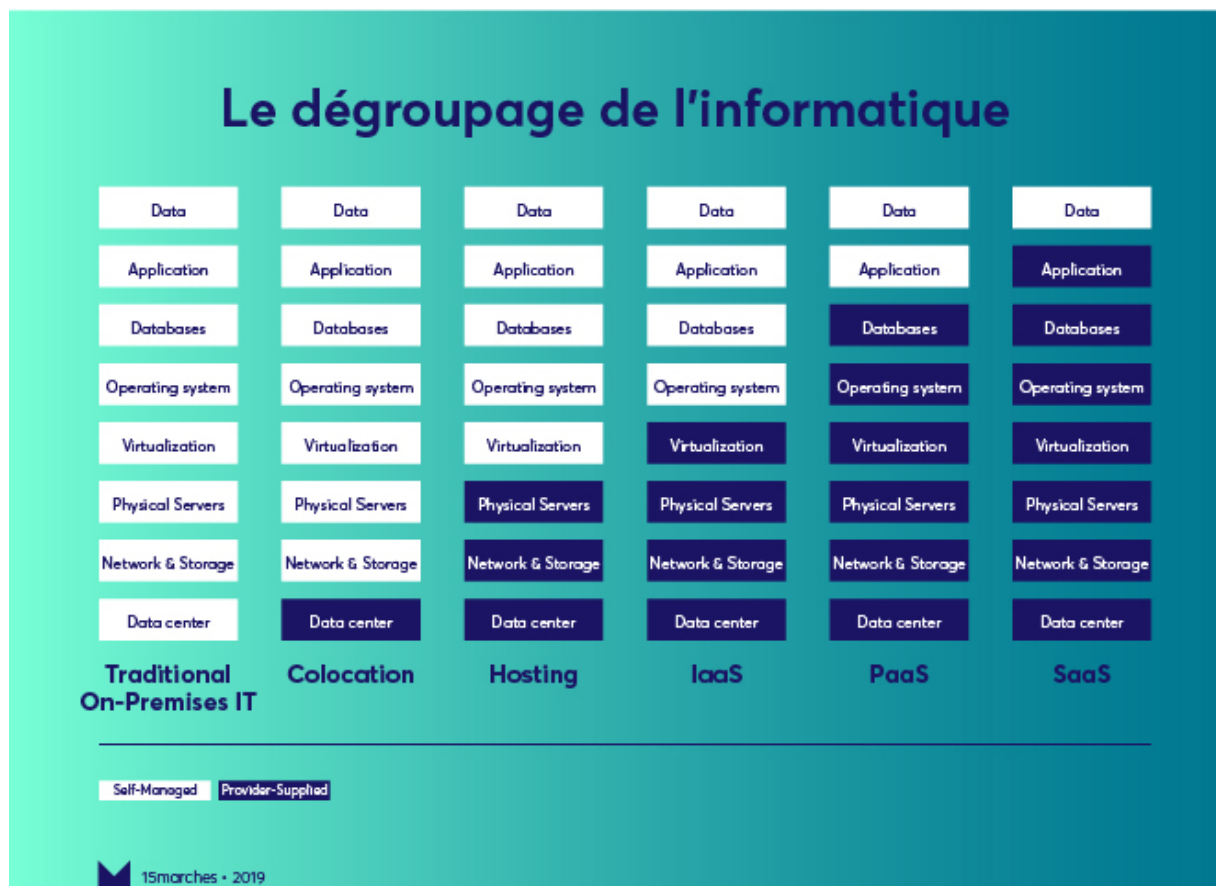 Le dégroupage de l'informatique
Data Data Data Data Data Data
Application Application Application Application Application Application
Databases Databases Databases Databases Databases Databases
Operating system Operating system Operating system Operating system Operating system Operating system
Virtualization Virtualization Virtualization Virtualization Virtualization Virtualization
Physical Servers Physical Servers Physical Servers Physical Servers Physical Servers Physical Servers
Network & Storage Network & Storage Network & Storage Network & Storage Network & Storage Network & Storage
Data center Data center Data center Data center Data center Data center
Traditional Colocation Hosting IaaS PaaS SaaS
On-Premises IT
Self-Managed Provider-Supplied
15marches • 2019